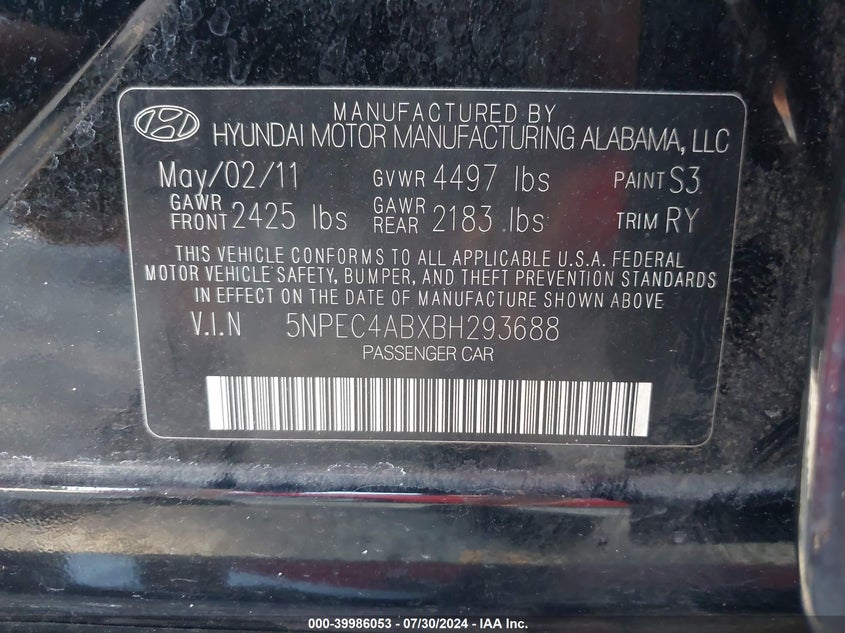 MANUFACTURED BY
HYUNDAI MOTOR MANUFACTURING ALABAMA, LLC
May/02/11 GVWR 4497 lbs PAINT S3
GAWR FRONT 2425 lbs GAWR REAR 2183 lbs TRIM RY
THIS VEHICLE CONFORMS TO ALL APPLICABLE U.S.A. FEDERAL
MOTOR VEHICLE SAFETY, BUMPER, AND THEFT PREVENTION STANDARDS
IN EFFECT ON THE DATE OF MANUFACTURE SHOWN ABOVE
V.I.N 5NPEC4ABXBH293688
PASSENGER CAR
000-39986053 - 07/30/2024 - IAA Inc.